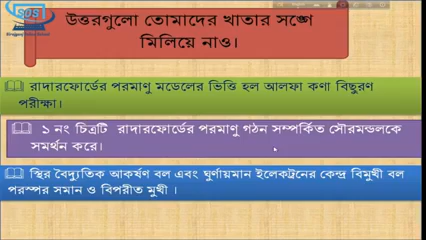 SOS
উত্তরগুলো তোমাদের খাতার সঙ্গে
মিলিয়ে নাও।
রাদারফোর্ডের পরমাণু মডেলের ভিত্তি হল আলফা কণা বিছুরণ
পরীক্ষা।
১ নং চিত্রটি রাদারফোর্ডের পরমাণু গঠন সম্পর্কিত সৌরমন্ডলকে
সমর্থন করে।
স্থির বৈদ্যুতিক আকর্ষণ বল এবং ঘুর্ণায়মান ইলেকট্রনের কেন্দ্র বিমুখী বল
পরস্পর সমান ও বিপরীত মুখী ।